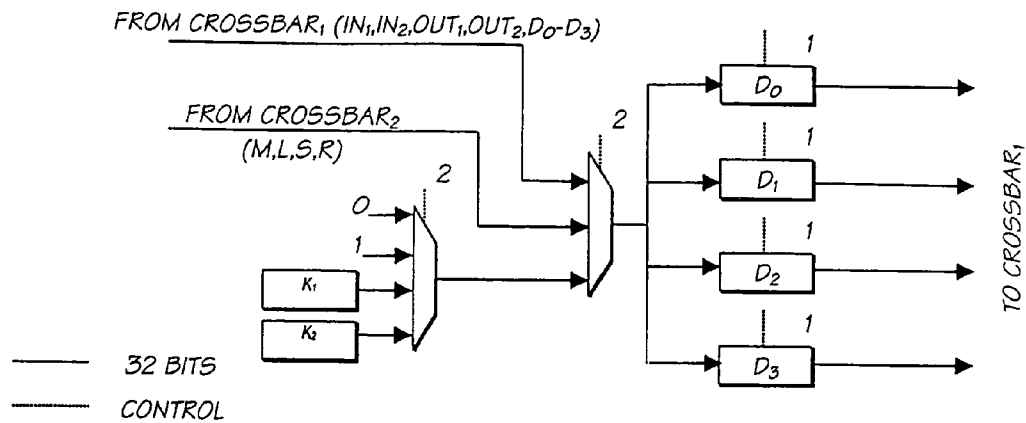 FROM CROSSBAR₁ (IN₁,IN₂,OUT₁,OUT₂,D₀-D₃)
FROM CROSSBAR₂
(M,L,S,R)
2
2
0
1
K₁
K₂
1
D₀
1
D₁
1
D₂
1
D₃
TO CROSSBAR₁
32 BITS
CONTROL